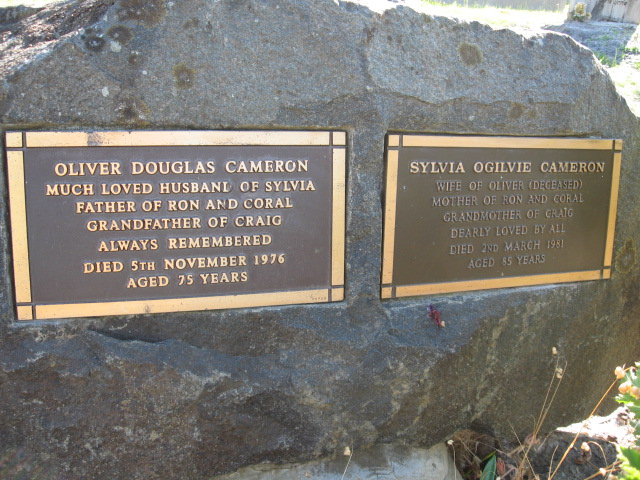 OLIVER DOUGLAS CAMERON
MUCH LOVED HUSBAND OF SYLVIA
FATHER OF RON AND CORAL
GRANDFATHER OF CRAIG
ALWAYS REMEMBERED
DIED 5TH NOVEMBER 1976
AGED 75 YEARS
SYLVIA OGILVIE CAMERON
WIFE OF OLIVER (DECEASED)
MOTHER OF RON AND CORAL
GRANDMOTHER OF CRAIG
DEARLY LOVED BY ALL
DIED 2ND MARCH 1981
AGED 85 YEARS